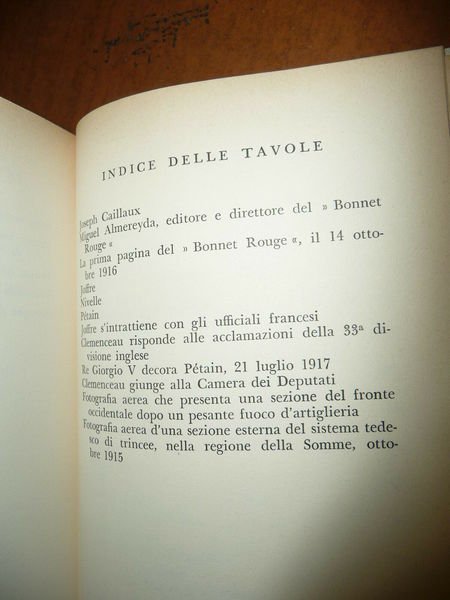 INDICE DELLE TAVOLE
Joseph Caillaux
Miguel Almereyda, editore e direttore del » Bonnet
Rouge «
La prima pagina del » Bonnet Rouge «, il 14 otto-
bre 1916
Joffre
Nivelle
Pétain
Joffre s'intrattiene con gli ufficiali francesi
Clemenceau risponde alle acclamazioni della 33ª di-
visione inglese
Re Giorgio V decora Pétain, 21 luglio 1917
Clemenceau giunge alla Camera dei Deputati
Fotografia aerea che presenta una sezione del fronte
occidentale dopo un pesante fuoco d'artiglieria
Fotografia aerea d'una sezione esterna del sistema tede-
sco di trincee, nella regione della Somme, otto-
bre 1915